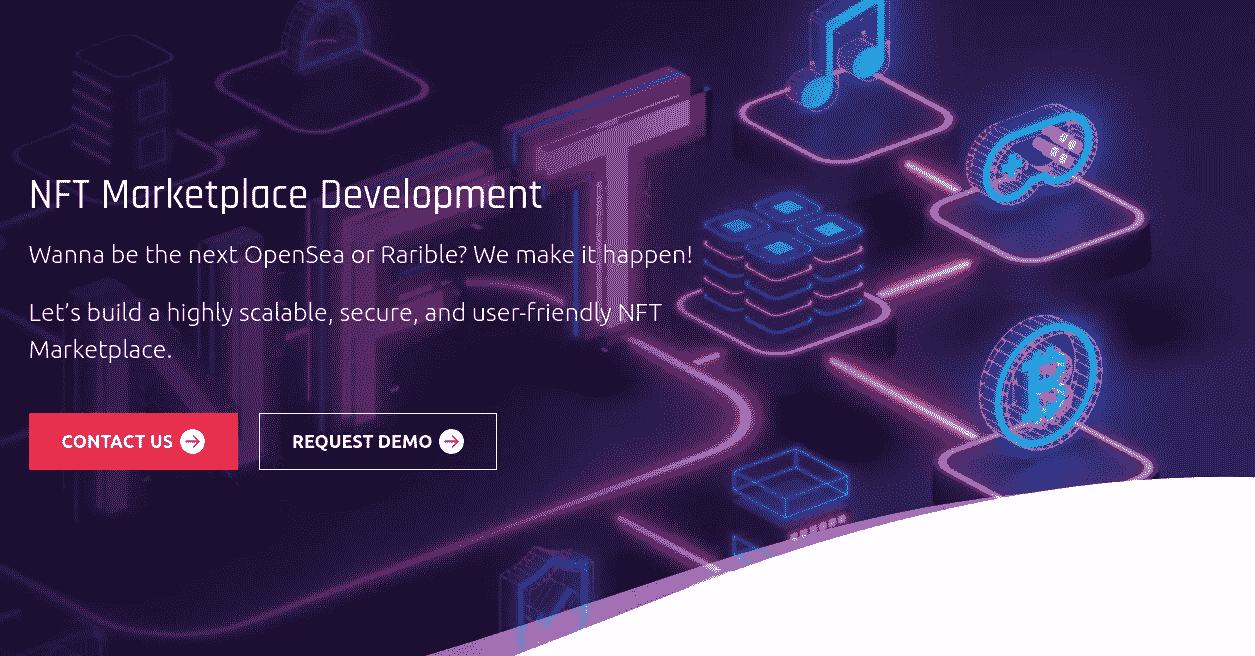 NFT
NFT Marketplace Development
Wanna be the next OpenSea or Rarible? We make it happen!
Let's build a highly scalable, secure, and user-friendly NFT
Marketplace.
CONTACT US
REQUEST DEMO